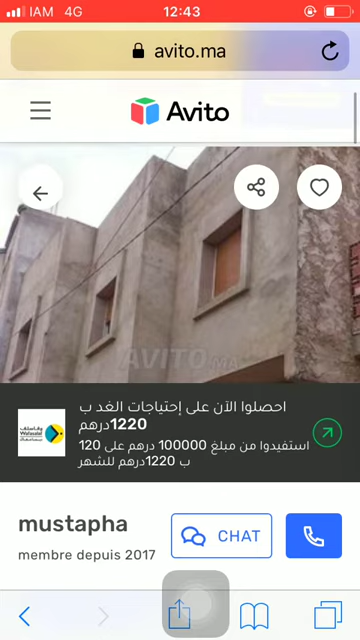 IAM 4G 12:43
avito.ma
Avito
AVITO.MA
احصلوا الآن على إحتياجات الغد ب
1220درهم
استفيدوا من مبلغ 100000 درهم على 120
ب 1220درهم للشهر
وفاسلف
Wafasalaf
mustapha
CHAT
membre depuis 2017